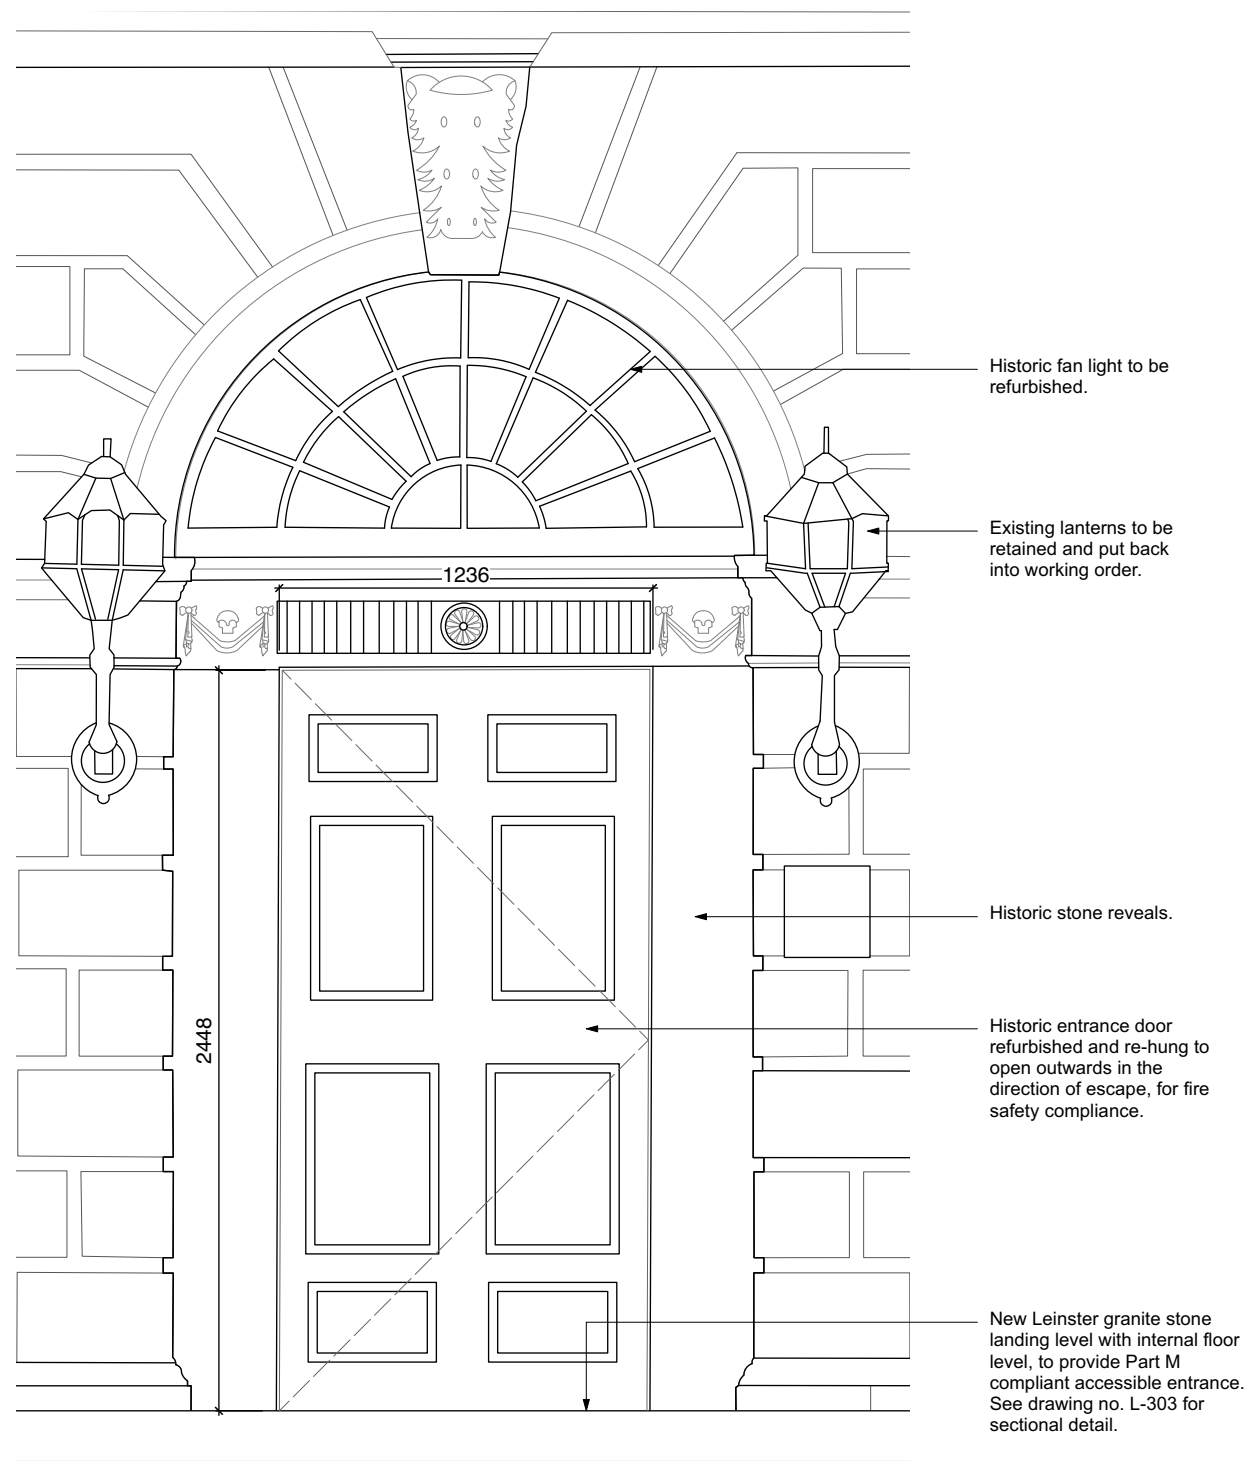 Historic fan light to be
refurbished.
Existing lanterns to be
retained and put back
into working order.
1236
Historic stone reveals.
2448
Historic entrance door
refurbished and re-hung to
open outwards in the
direction of escape, for fire
safety compliance.
New Leinster granite stone
landing level with internal floor
level, to provide Part M
compliant accessible entrance.
See drawing no. L-303 for
sectional detail.